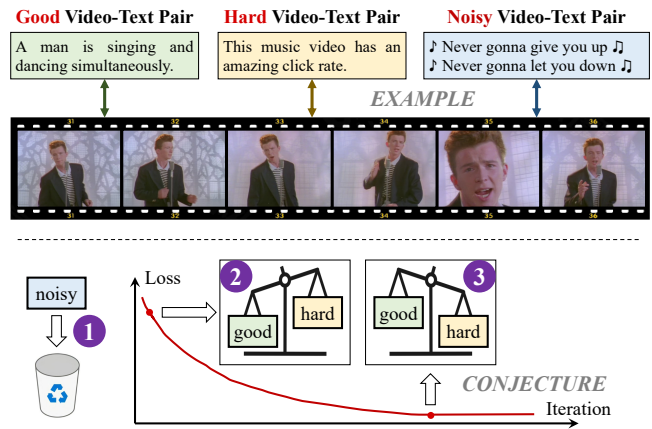 Good Video-Text Pair
Hard Video-Text Pair
Noisy Video-Text Pair
A man is singing and
dancing simultaneously.
This music video has an
amazing click rate.
♪ Never gonna give you up ♫
♪ Never gonna let you down ♫
EXAMPLE
31
32
33
34
35
36
noisy
1
Loss
2
good
hard
3
good
hard
CONJECTURE
Iteration